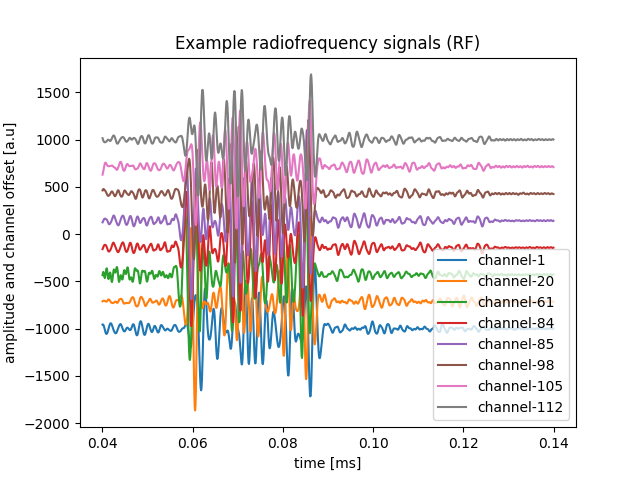 Example radiofrequency signals (RF)
amplitude and channel offset [a.u]
1500
1000
500
0
−500
−1000
−1500
−2000
channel-1
channel-20
channel-61
channel-84
channel-85
channel-98
channel-105
channel-112
0.04 0.06 0.08 0.10 0.12 0.14
time [ms]